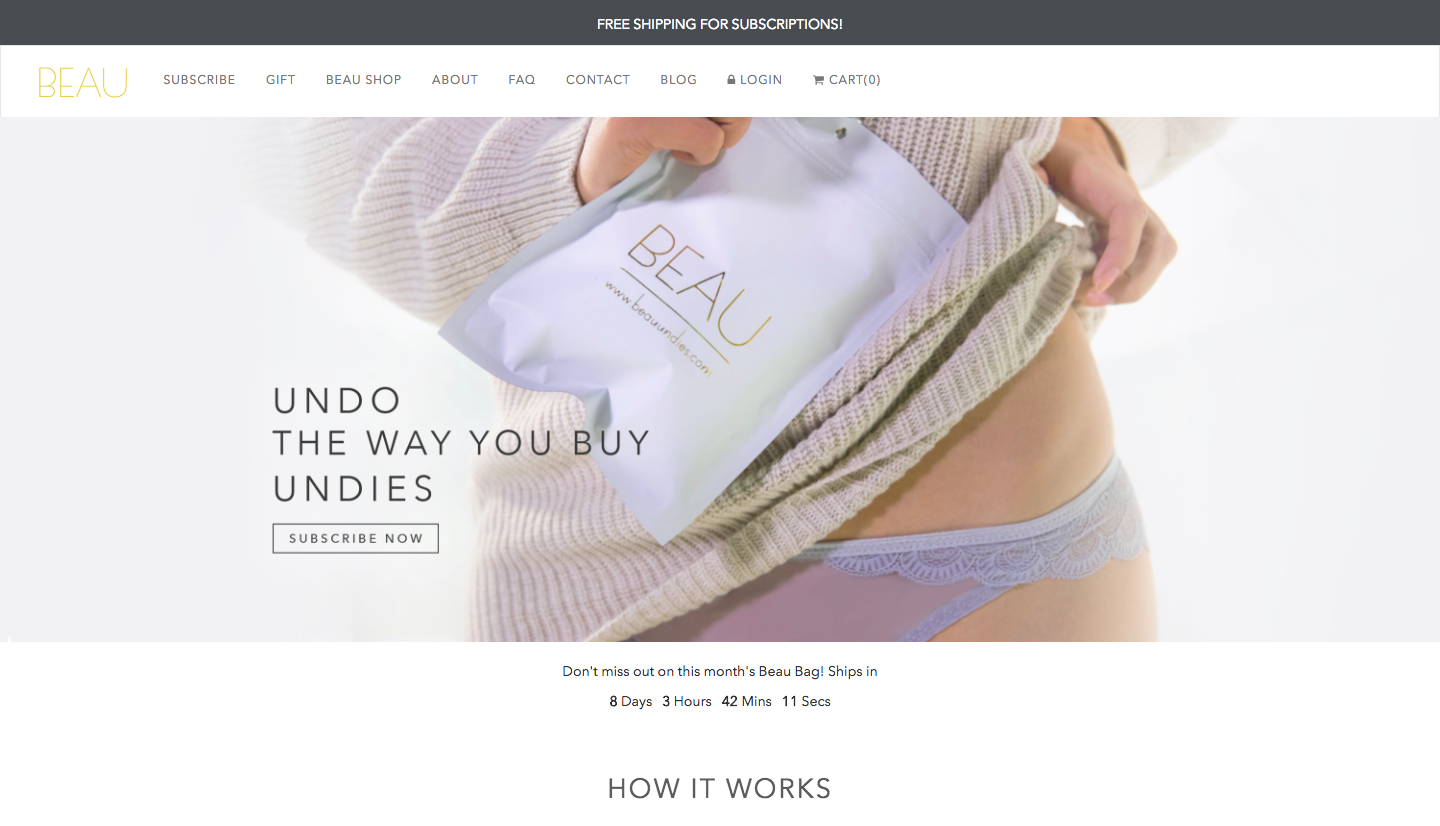 FREE SHIPPING FOR SUBSCRIPTIONS!
BEAU
SUBSCRIBE GIFT BEAU SHOP ABOUT FAQ CONTACT BLOG LOGIN CART(0)
BEAU
www.beauundies.com
UNDO
THE WAY YOU BUY
UNDIES
SUBSCRIBE NOW
Don't miss out on this month's Beau Bag! Ships in
8 Days 3 Hours 42 Mins 11 Secs
HOW IT WORKS